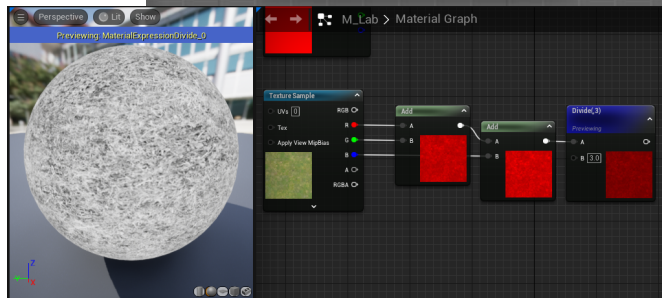 Perspective
Lit
Show
Previewing: MaterialExpressionDivide_0
Z
Y
X
M_Lab > Material Graph
Texture Sample
UVs 0
Tex
Apply View MipBias
RGB
R
G
B
A
RGBA
Add
A
B
Add
A
B
Divide(,3)
Previewing
A
B 3.0